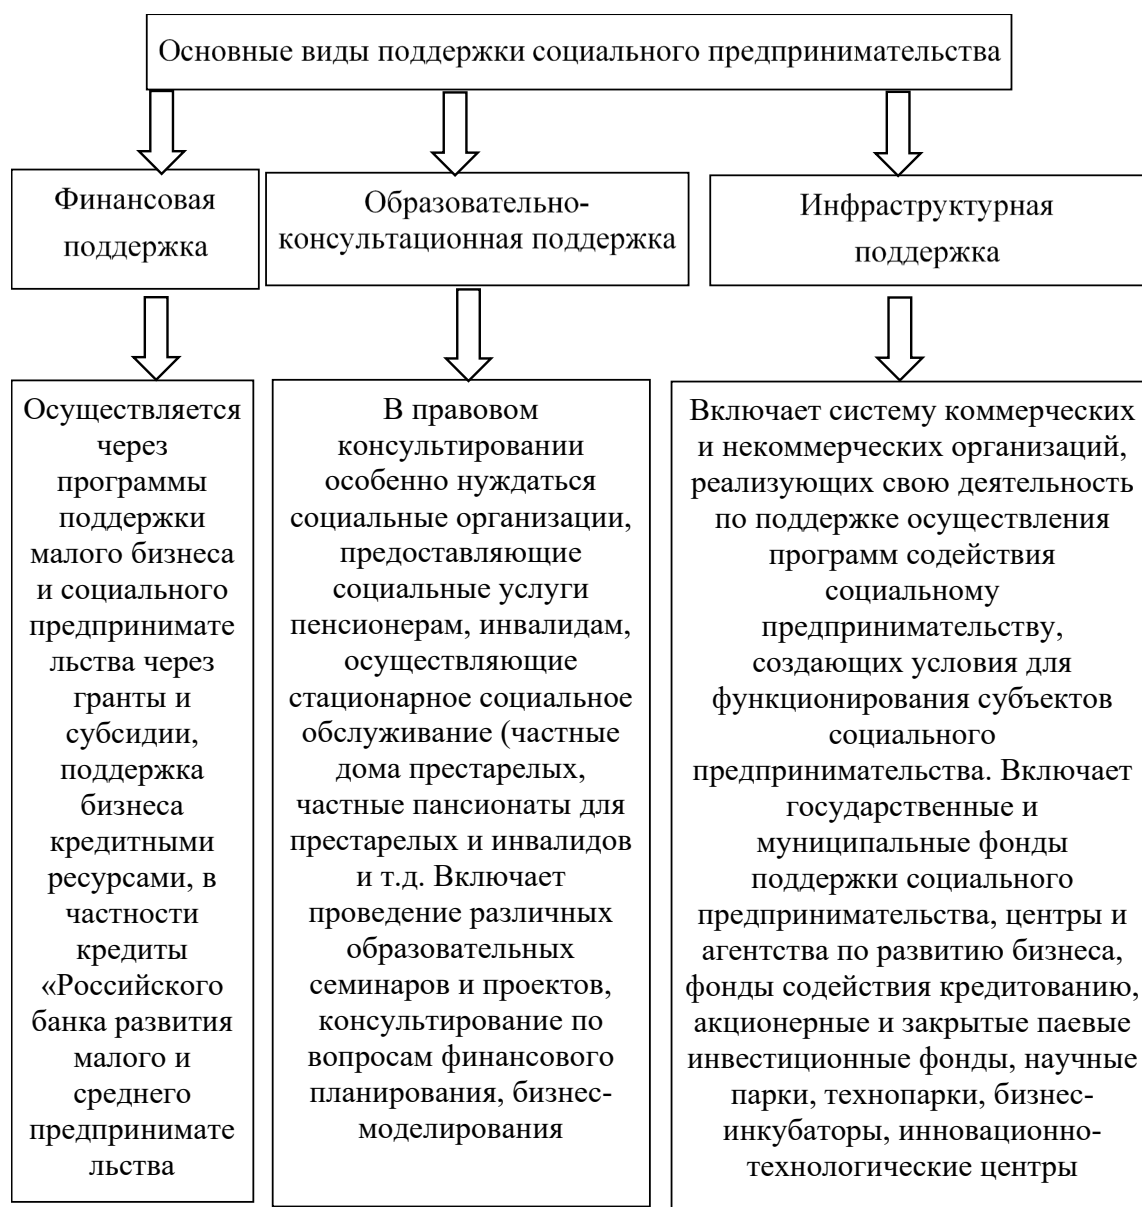 Основные виды поддержки социального предпринимательства
Финансовая
поддержка
Образовательно-
консультационная поддержка
Инфраструктурная
поддержка
Осуществляется
через
программы
поддержки
малого бизнеса
и социального
предпринимате
льства через
гранты и
субсидии,
поддержка
бизнеса
кредитными
ресурсами, в
частности
кредиты
«Российского
банка развития
малого и
среднего
предпринимате
льства
В правовом
консультировании
особенно нуждаться
социальные организации,
предоставляющие
социальные услуги
пенсионерам, инвалидам,
осуществляющие
стационарное социальное
обслуживание (частные
дома престарелых,
частные пансионаты для
престарелых и инвалидов
и т.д. Включает
проведение различных
образовательных
семинаров и проектов,
консультирование по
вопросам финансового
планирования, бизнес-
моделирования
Включает систему коммерческих
и некоммерческих организаций,
реализующих свою деятельность
по поддержке осуществления
программ содействия
социальному
предпринимательству,
создающих условия для
функционирования субъектов
социального
предпринимательства. Включает
государственные и
муниципальные фонды
поддержки социального
предпринимательства, центры и
агентства по развитию бизнеса,
фонды содействия кредитованию,
акционерные и закрытые паевые
инвестиционные фонды, научные
парки, технопарки, бизнес-
инкубаторы, инновационно-
технологические центры